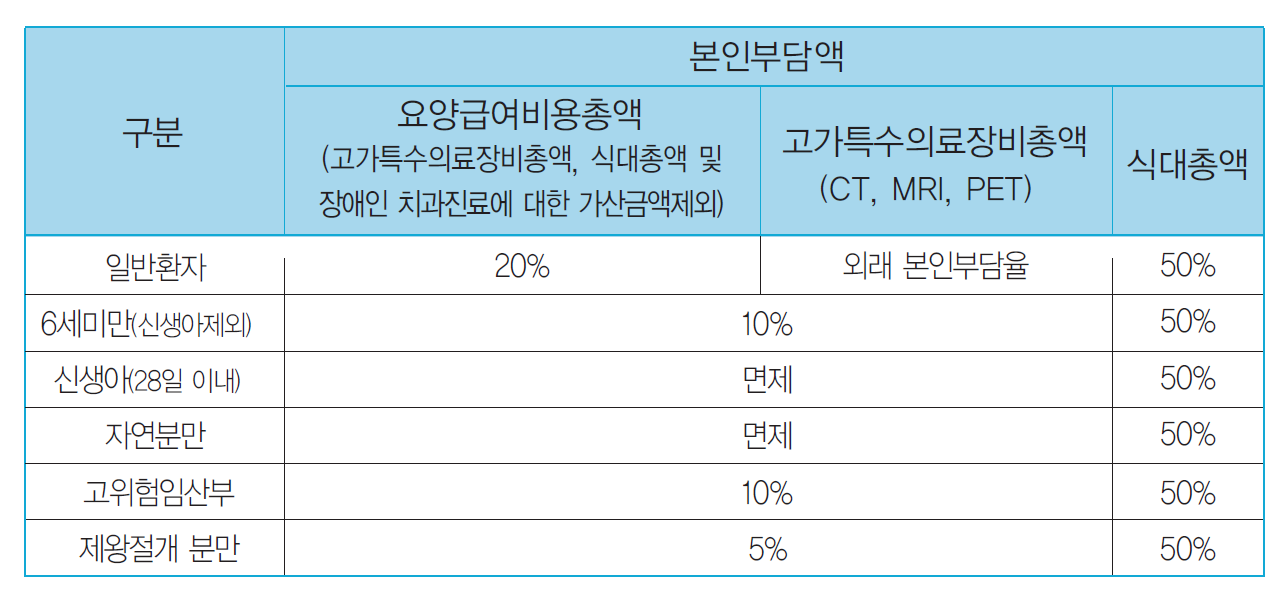 구분
본인부담액
요양급여비용총액
(고가특수의료장비총액, 식대총액 및
장애인 치과진료에 대한 가산금액제외)
고가특수의료장비총액
(CT, MRI, PET)
식대총액
일반환자 20% 외래 본인부담율 50%
6세미만(신생아제외) 10% 50%
신생아(28일 이내) 면제 50%
자연분만 면제 50%
고위험임산부 10% 50%
제왕절개 분만 5% 50%